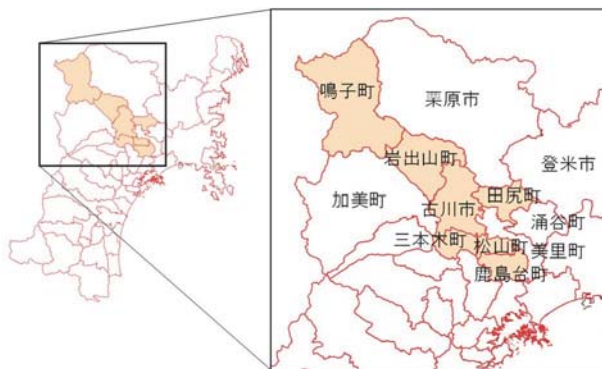 鳴子町
栗原市
岩出山町
登米市
加美町
田尻町
古川市
涌谷町
三本木町
松山町
美里町
鹿島台町